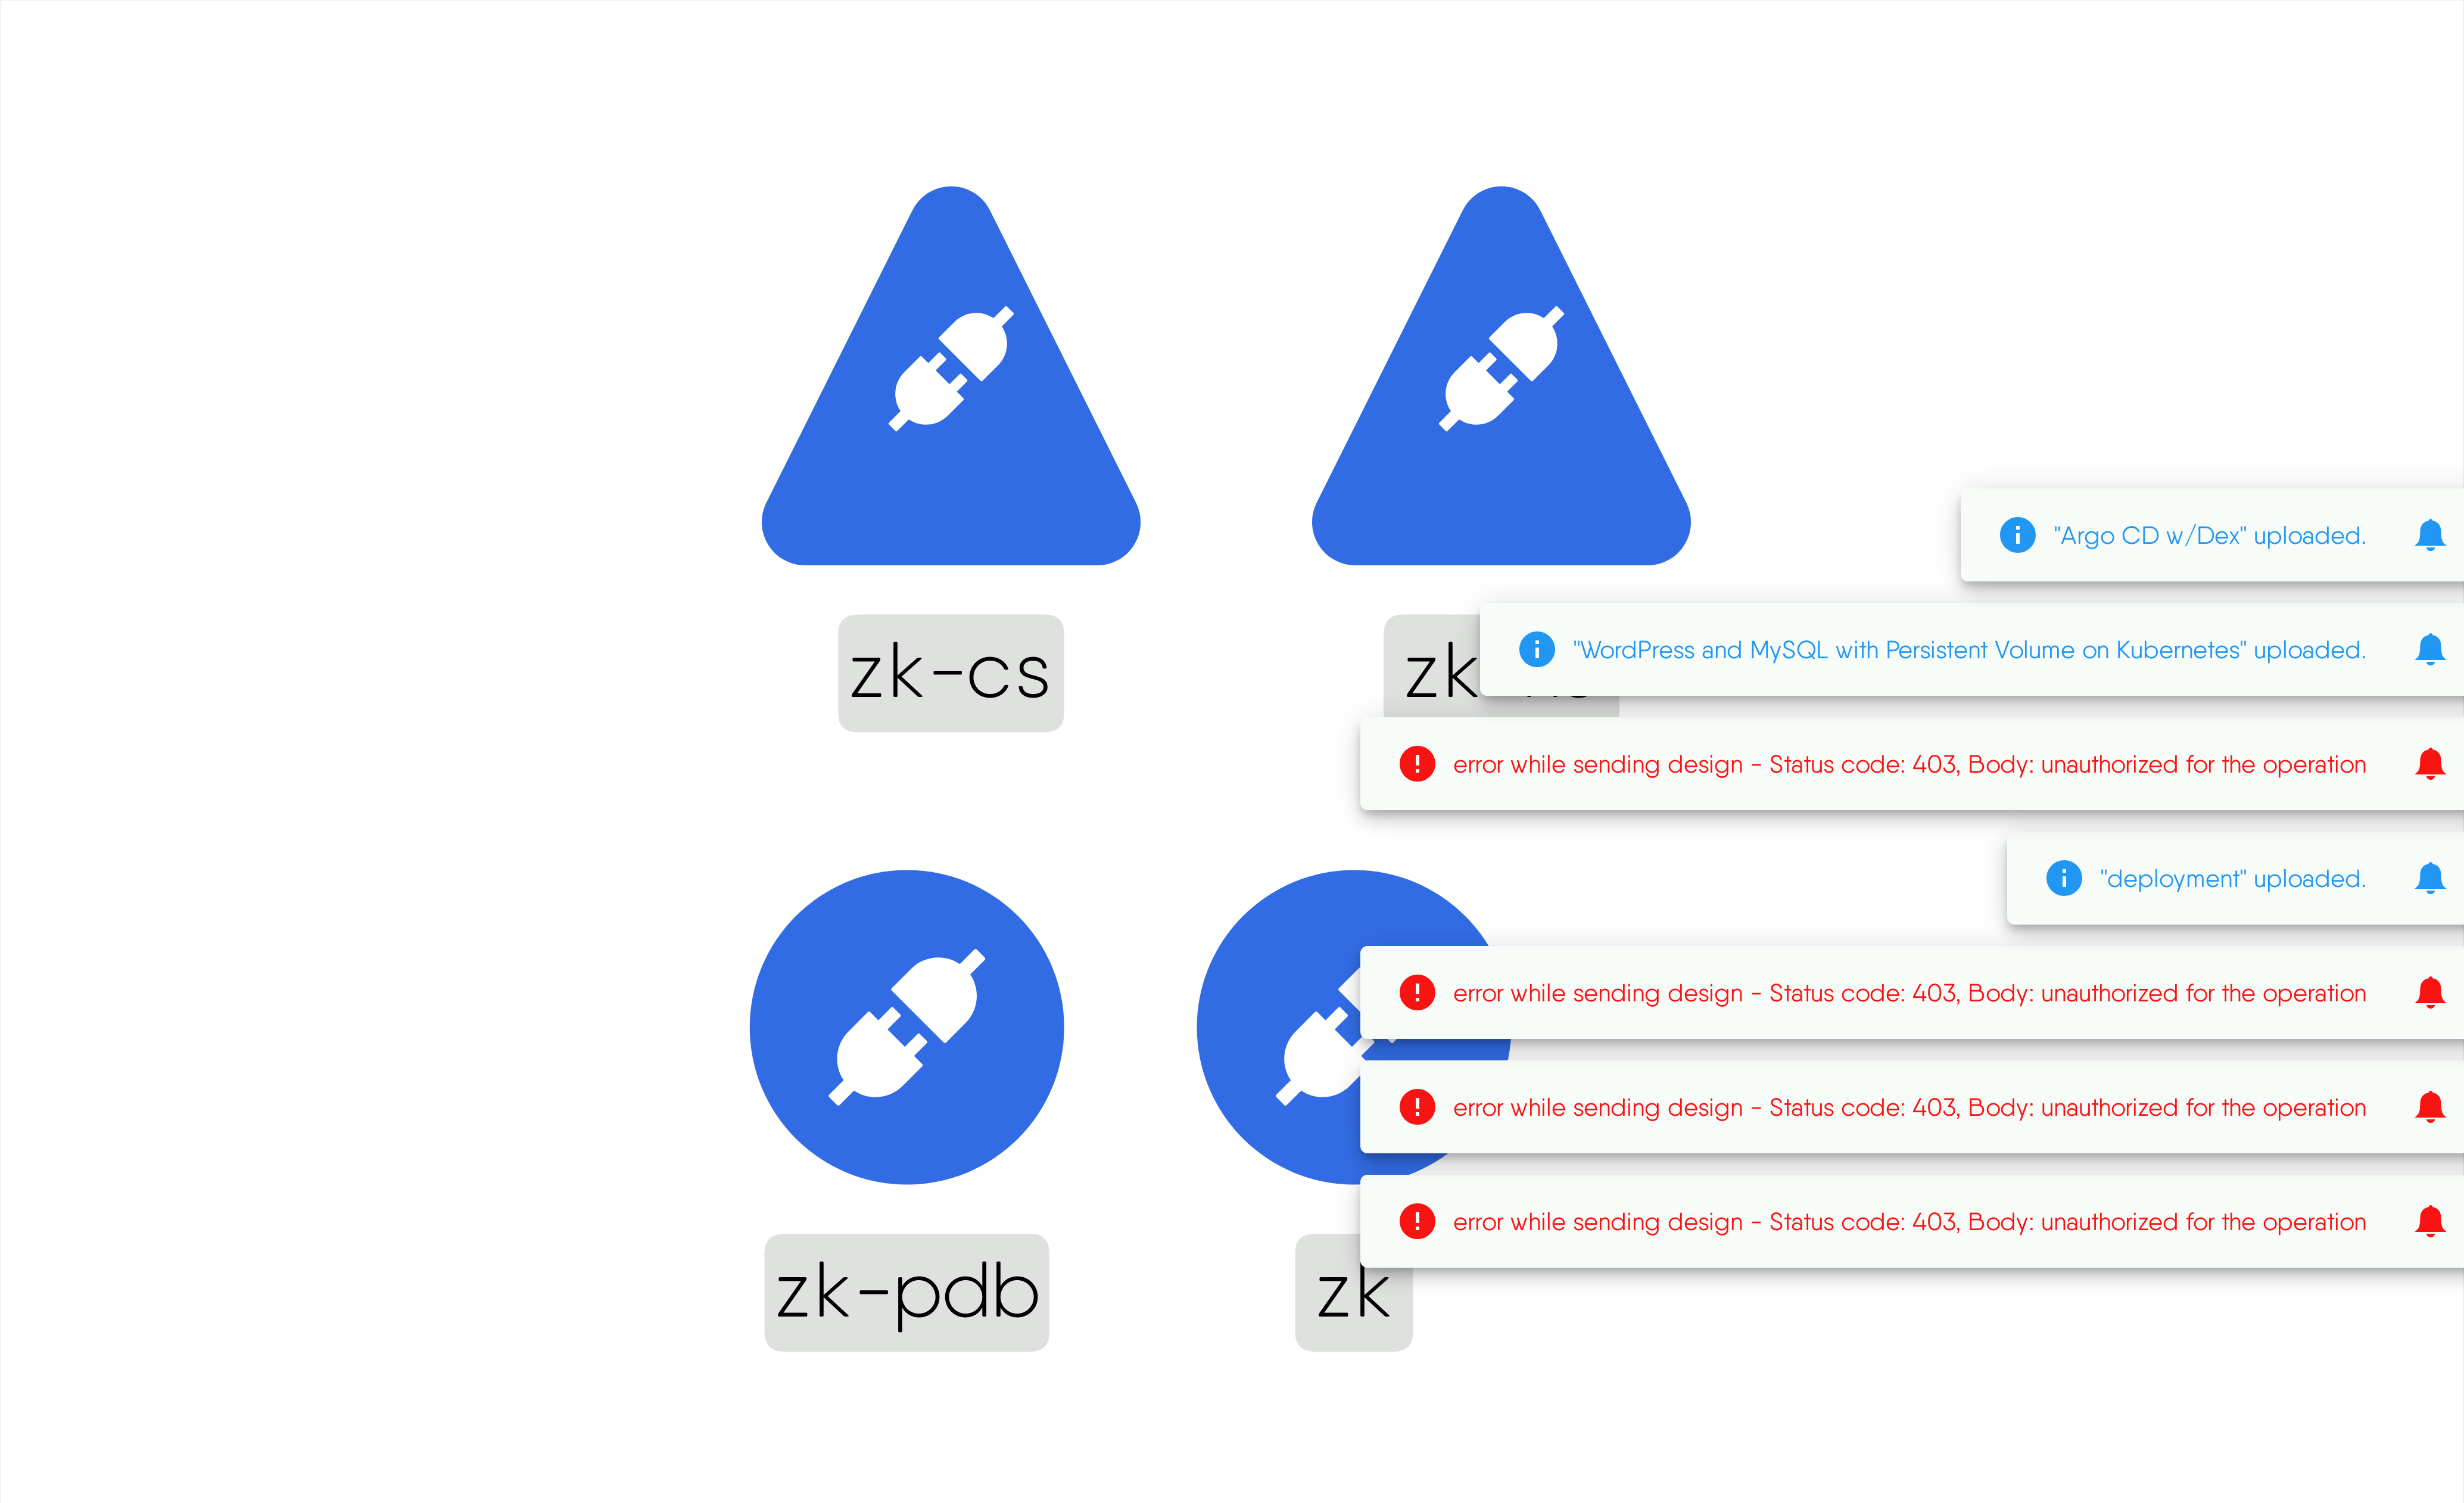 zk-cs
zk
"Argo CD w/Dex" uploaded.
"WordPress and MySQL with Persistent Volume on Kubernetes" uploaded.
error while sending design - Status code: 403, Body: unauthorized for the operation
"deployment" uploaded.
error while sending design - Status code: 403, Body: unauthorized for the operation
error while sending design - Status code: 403, Body: unauthorized for the operation
error while sending design - Status code: 403, Body: unauthorized for the operation
zk-pdb
zk